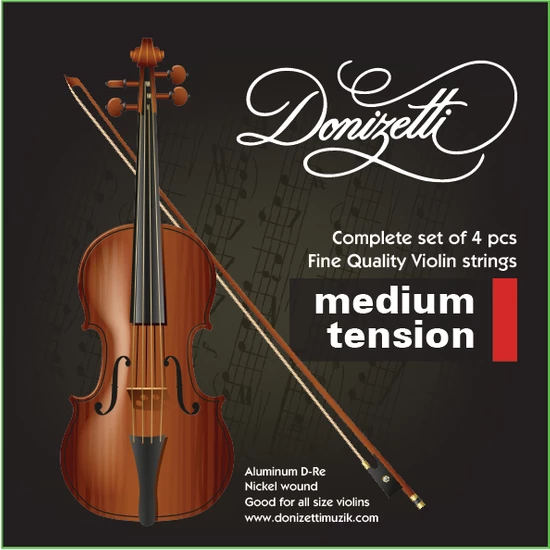 Donizetti
Complete set of 4 pcs
Fine Quality Violin strings
medium
tension
Aluminum D-Re
Nickel wound
Good for all size violins
www.donizettimuzik.com